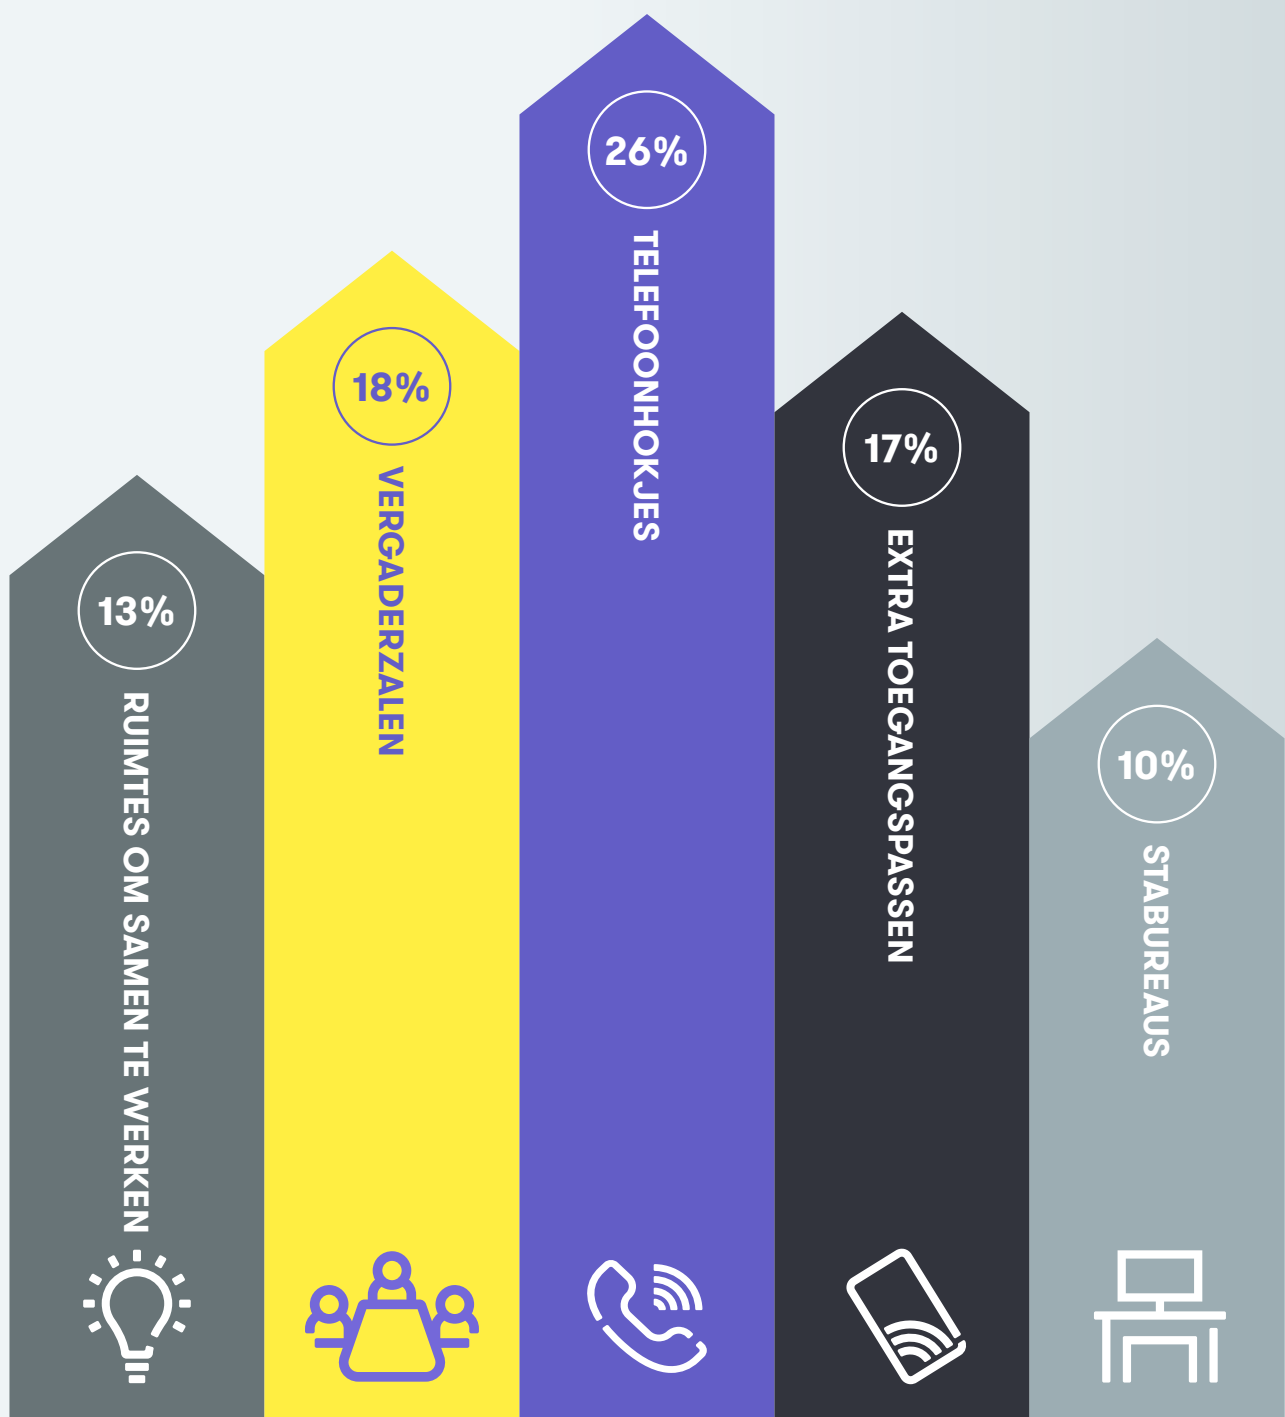 13%
RUIMTES OM SAMEN TE WERKEN
18%
VERGADERZALEN
26%
TELEFOONHOKJES
17%
EXTRA TOEGANGSPASSEN
10%
STABUREAUS